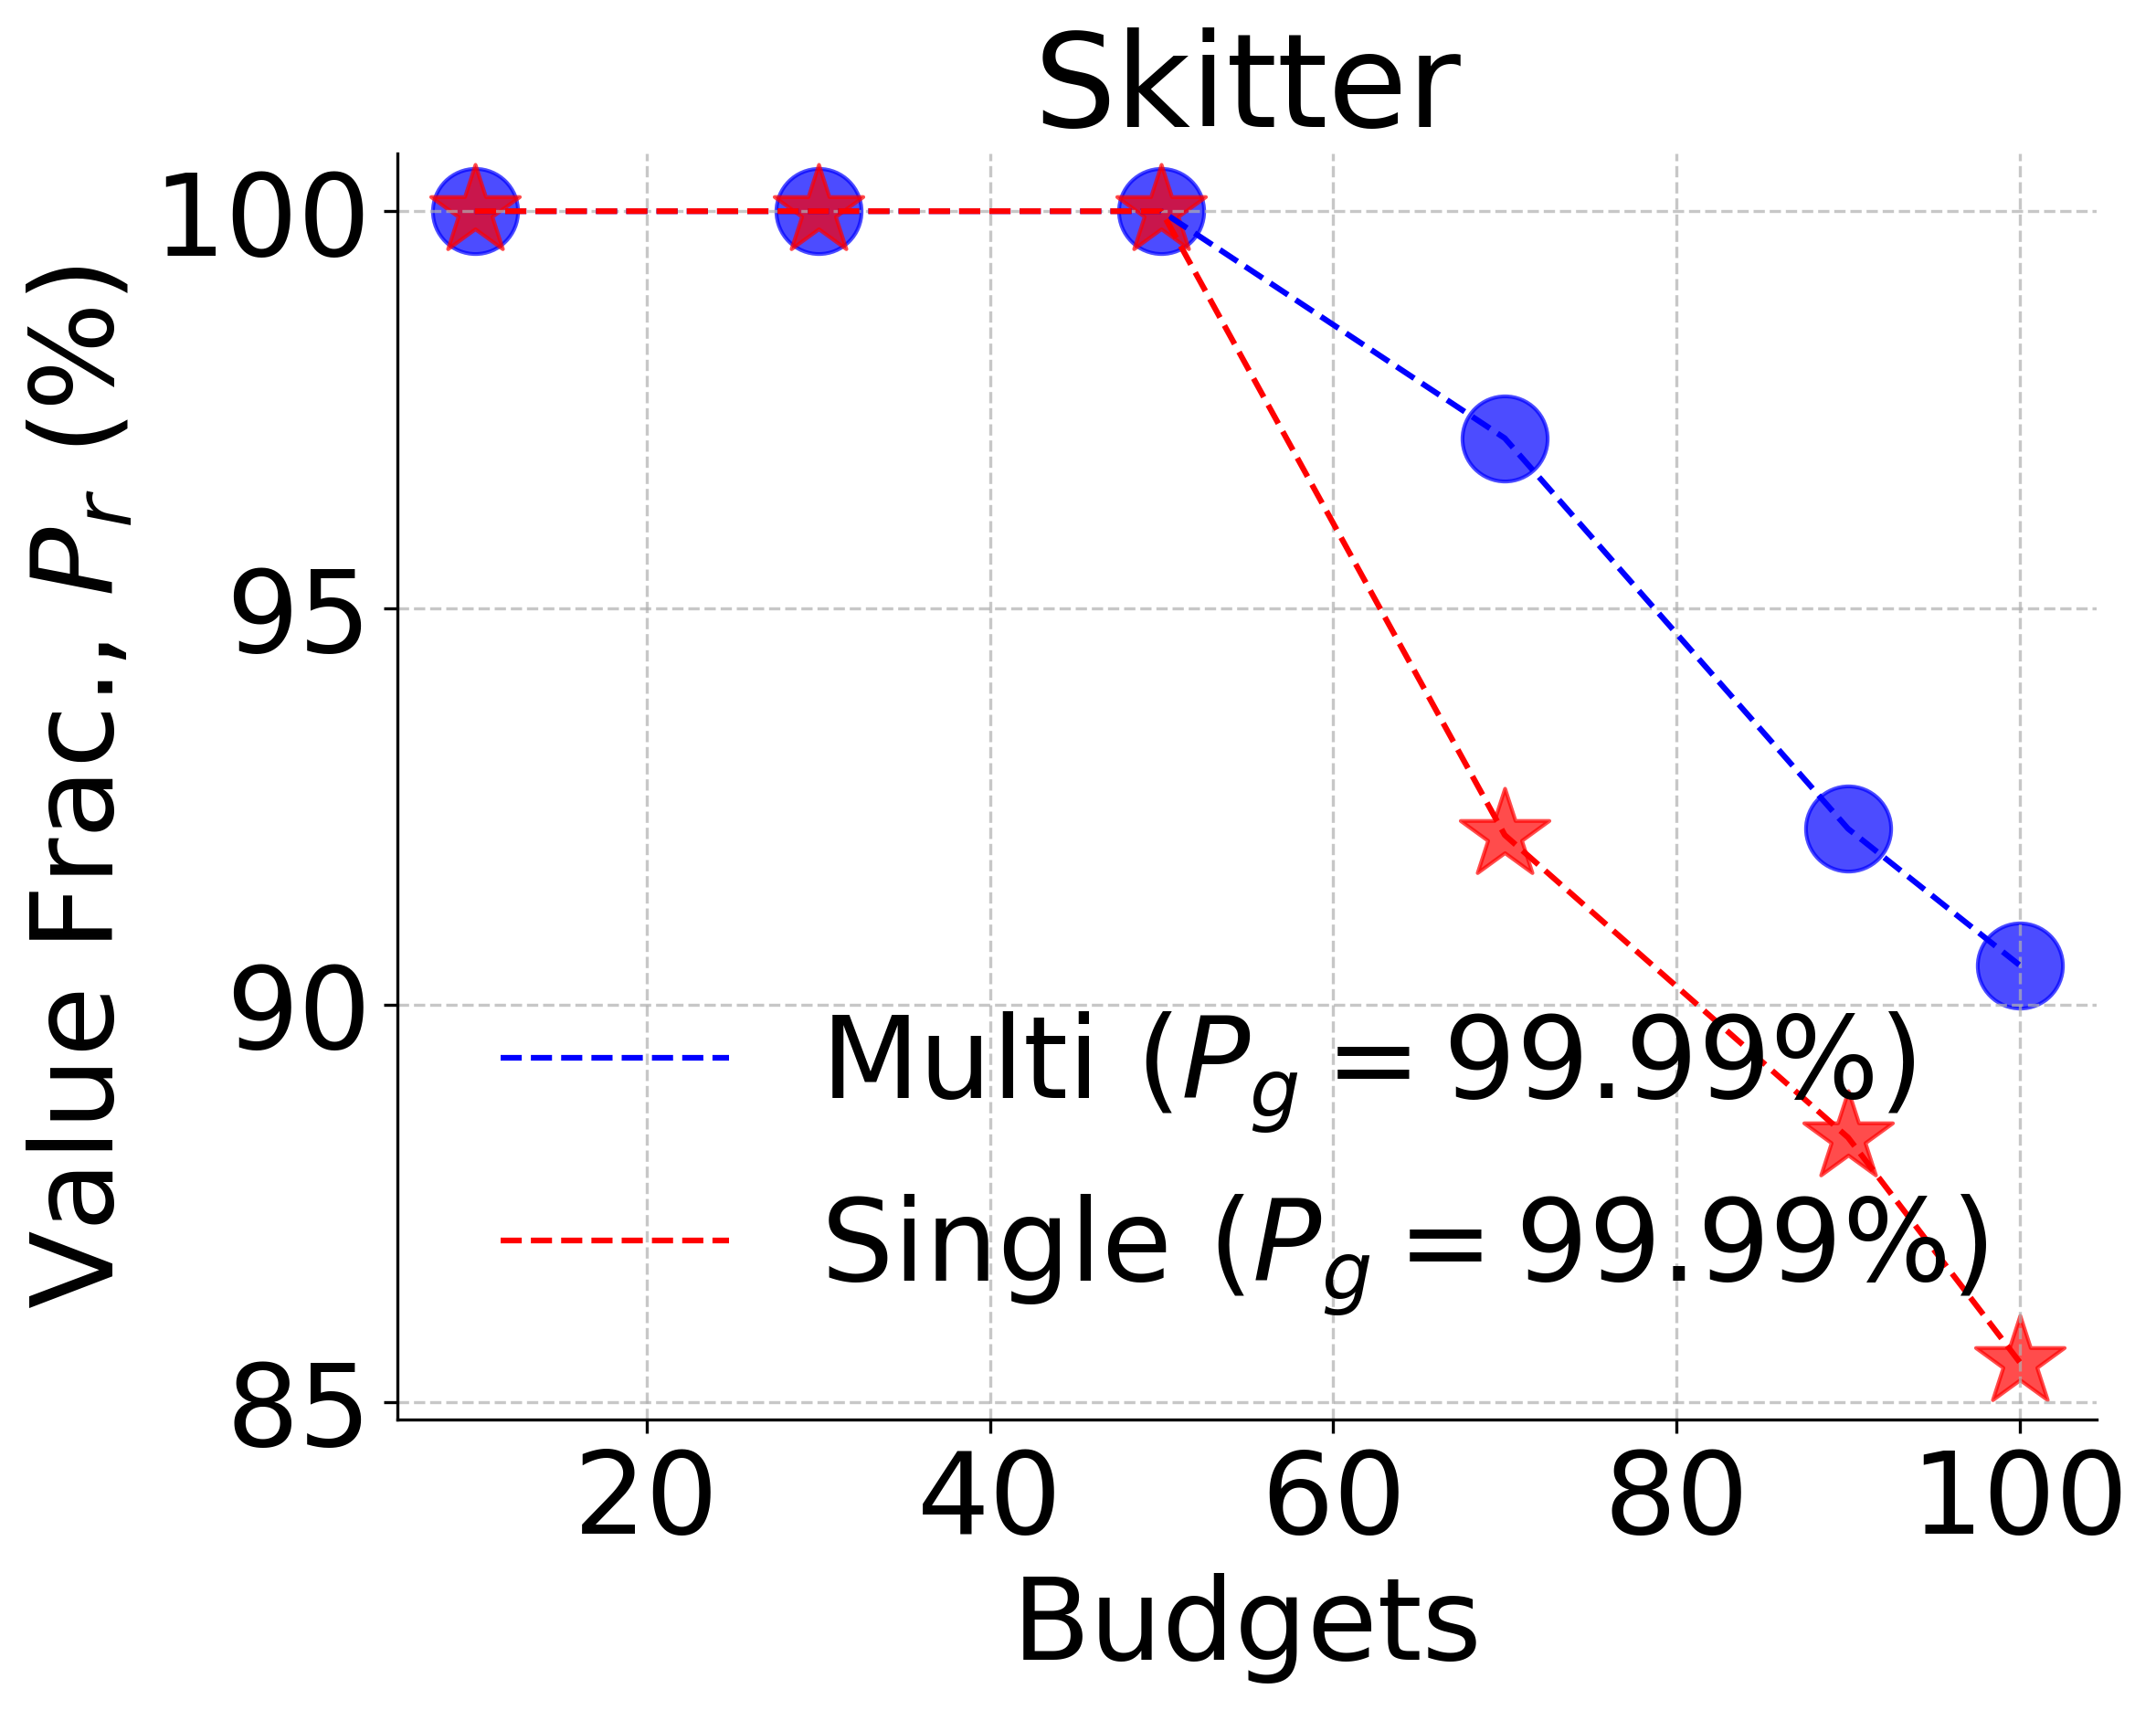 Skitter
Value Frac., P_r (%)
100
95
90
85
Multi (P_g = 99.99%)
Single (P_g = 99.99%)
20 40 60 80 100
Budgets